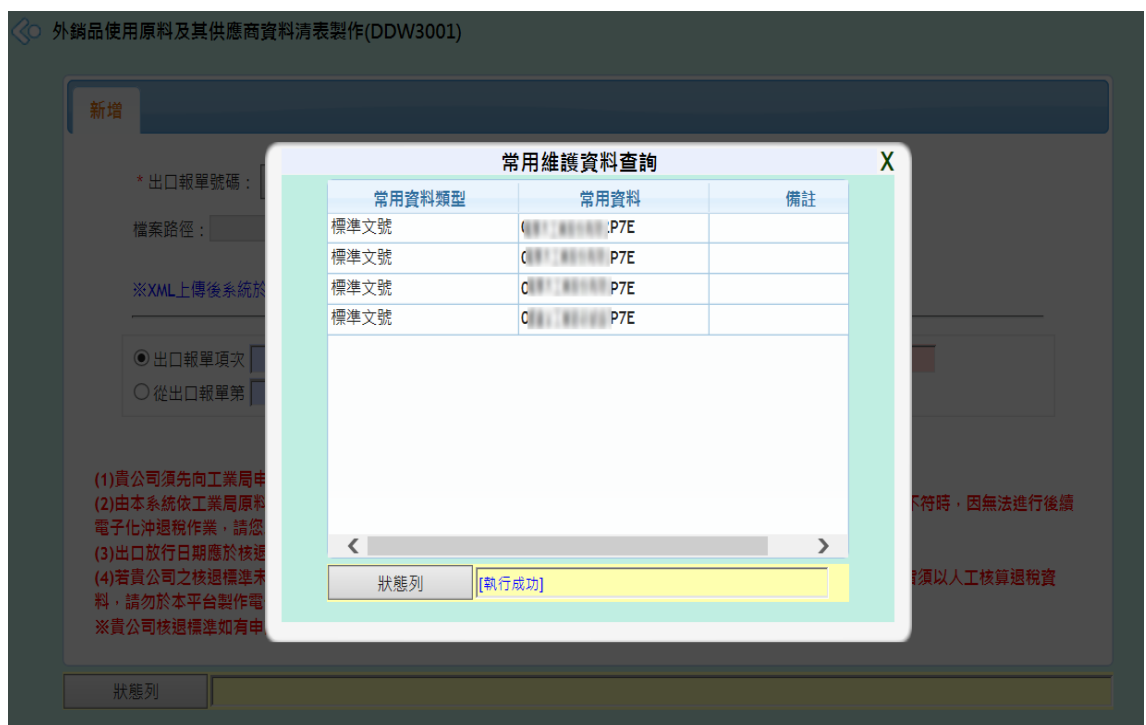 外銷品使用原料及其供應商資料清表製作(DDW3001)
新增
常用維護資料查詢 X
* 出口報單號碼：
常用資料類型 常用資料 備註
檔案路徑：
標準文號 P7E
標準文號 P7E
※XML上傳後系統於
標準文號 P7E
標準文號 P7E
出口報單項次
從出口報單第
(1)貴公司須先向工業局申
(2)由本系統依工業局原料 不符時，因無法進行後續
電子化沖退稅作業，請您
(3)出口放行日期應於核退
(4)若貴公司之核退標準未 須以人工核算退稅資
料，請勿於本平台製作電
※貴公司核退標準如有申
狀態列 [執行成功]
狀態列